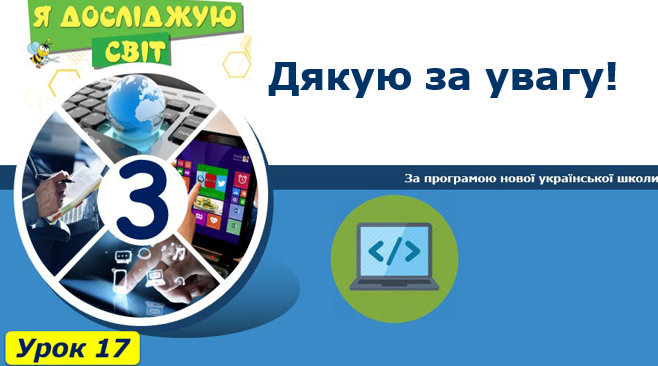 Я ДОСЛІДЖУЮ
СВІТ
Дякую за увагу!
3
За програмою нової української школи
</>
Урок 17